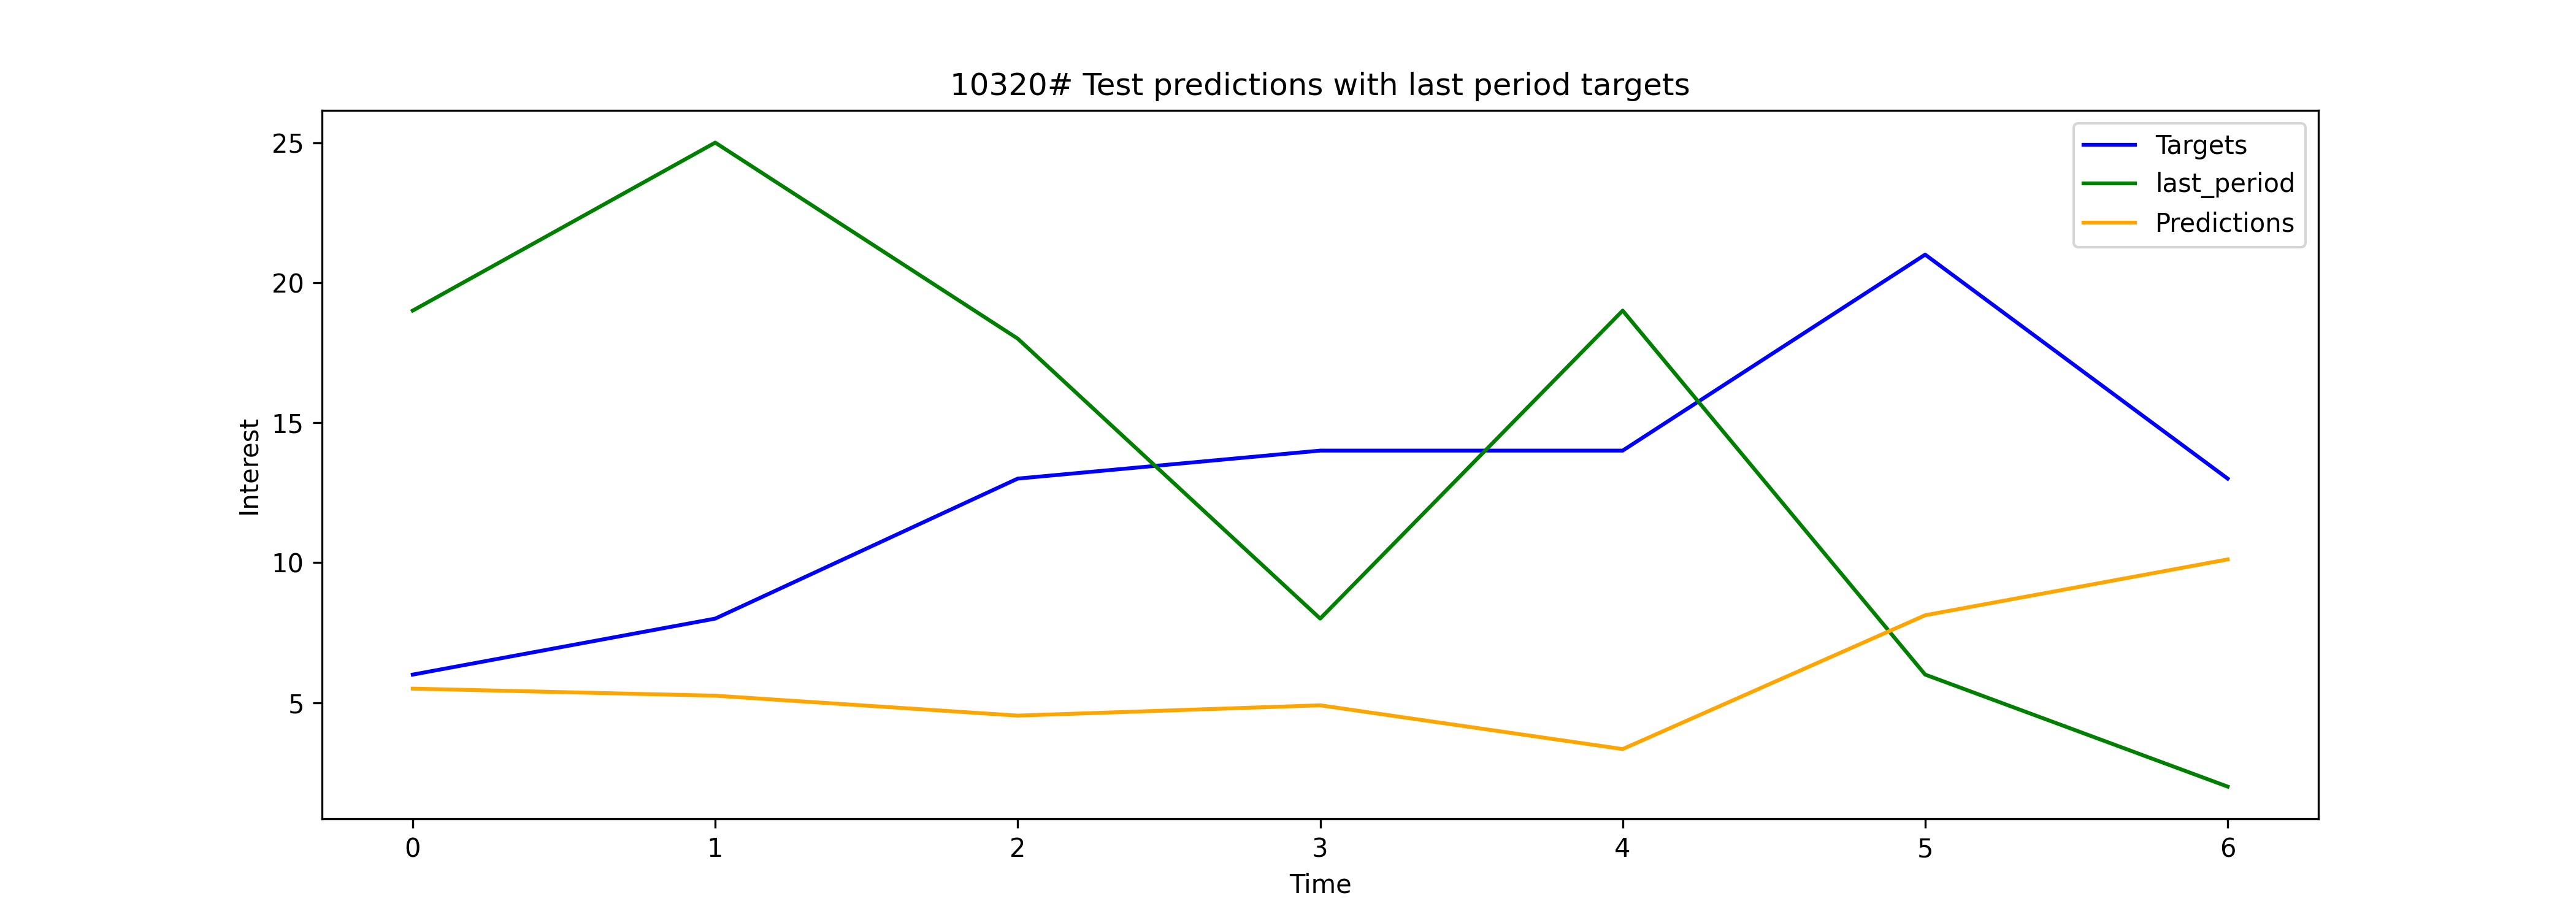 10320# Test predictions with last period targets
Targets
last_period
Predictions
Interest
25
20
15
10
5
0 1 2 3 4 5 6
Time